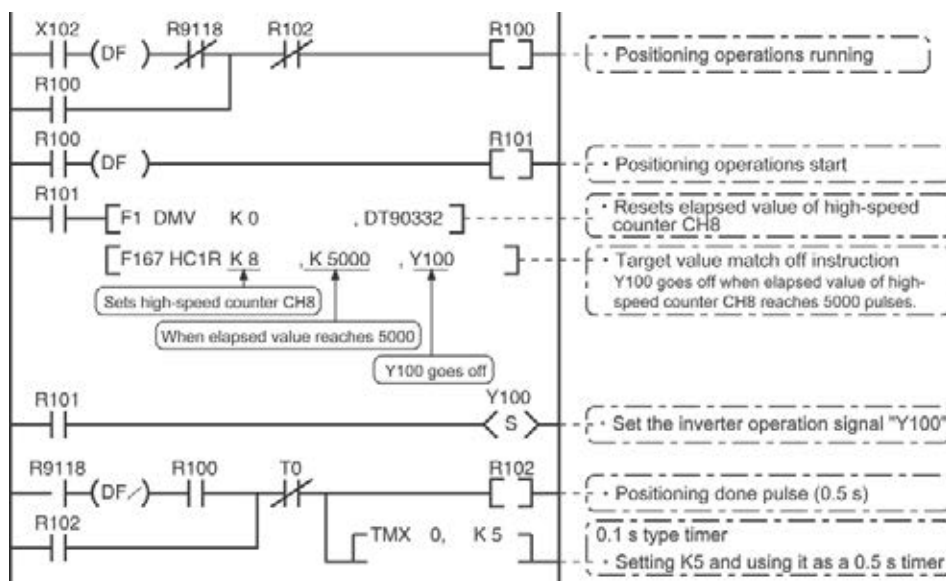 X102 R9118 R102 R100
(DF) · Positioning operations running
R100
R100 R101
(DF) · Positioning operations start
R101
F1 DMV K 0 , DT90332 · Resets elapsed value of high-speed
counter CH8
F167 HC1R K 8 , K 5000 , Y100 · Target value match off instruction
Y100 goes off when elapsed value of high-
speed counter CH8 reaches 5000 pulses.
Sets high-speed counter CH8
When elapsed value reaches 5000
Y100 goes off
R101 Y100
S · Set the inverter operation signal "Y100"
R9118 R100 T0 R102
(DF/) · Positioning done pulse (0.5 s)
R102
TMX 0, K 5 0.1 s type timer
· Setting K5 and using it as a 0.5 s timer